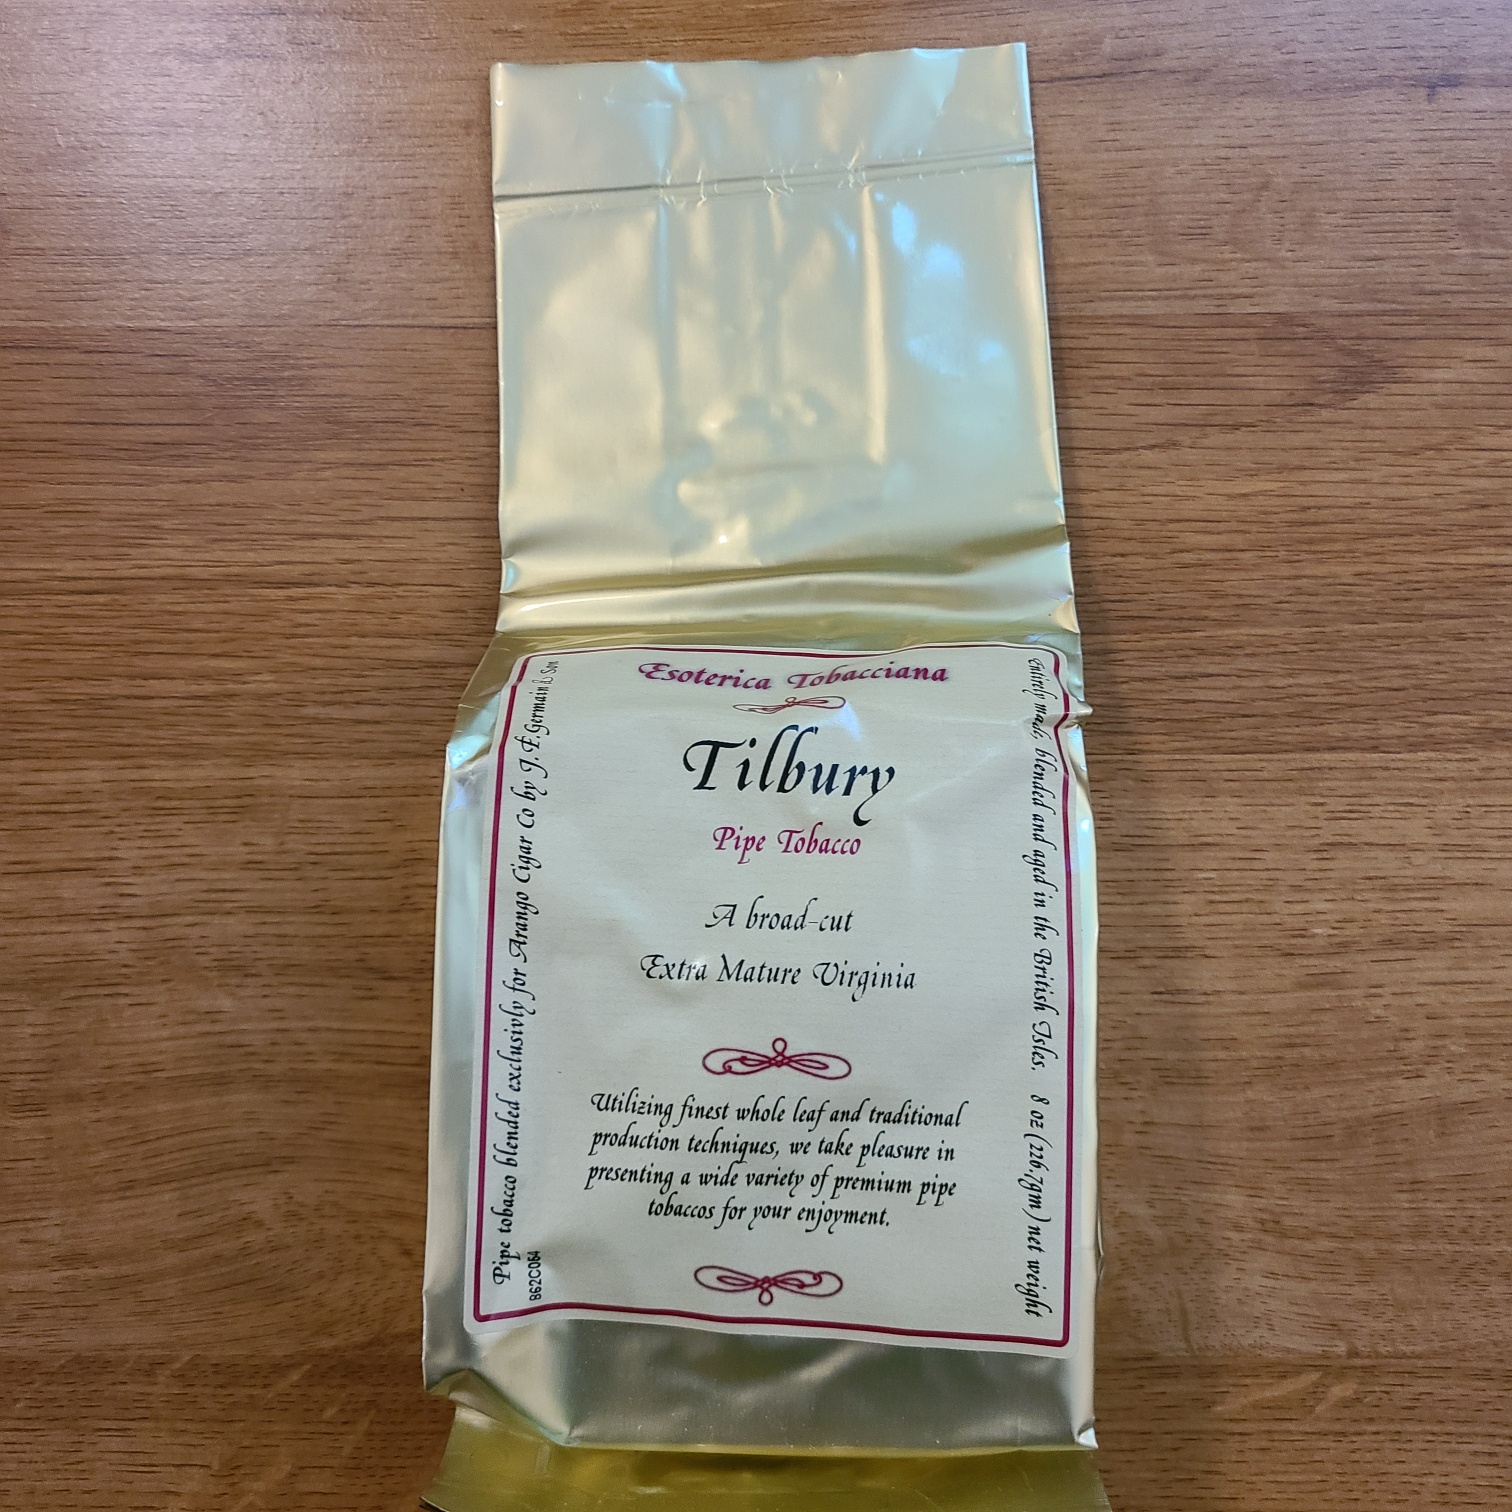 Esoterica Tobacciana
Tilbury
Pipe Tobacco
A broad-cut
Extra Mature Virginia
Utilizing finest whole leaf and traditional
production techniques, we take pleasure in
presenting a wide variety of premium pipe
tobaccos for your enjoyment.
Pipe tobacco blended exclusivly for Arango Cigar Co by J.F.Germain & Son
B62C064
Entirely made, blended and aged in the British Isles. 8 oz (226.7gm) net weight